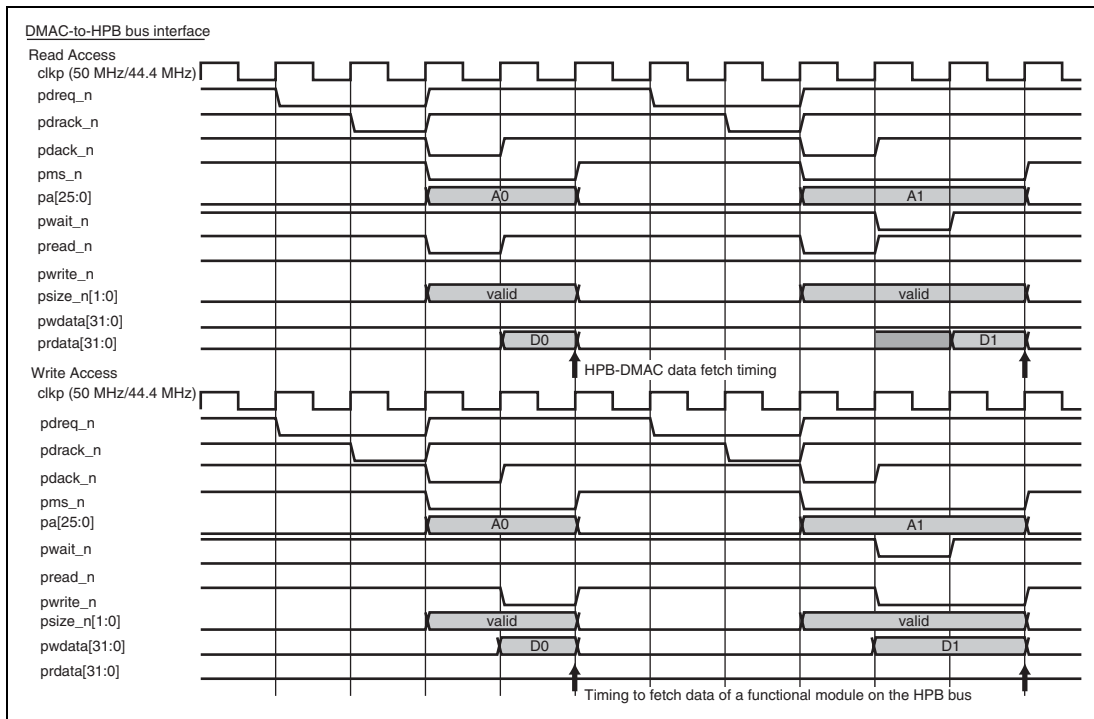 DMAC-to-HPB bus interface
Read Access
clkp (50 MHz/44.4 MHz)
pdreq_n
pdrack_n
pdack_n
pms_n
pa[25:0] A0 A1
pwait_n
pread_n
pwrite_n
psize_n[1:0] valid valid
pwdata[31:0]
prdata[31:0] D0 D1
HPB-DMAC data fetch timing
Write Access
clkp (50 MHz/44.4 MHz)
pdreq_n
pdrack_n
pdack_n
pms_n
pa[25:0] A0 A1
pwait_n
pread_n
pwrite_n
psize_n[1:0] valid valid
pwdata[31:0] D0 D1
prdata[31:0]
Timing to fetch data of a functional module on the HPB bus